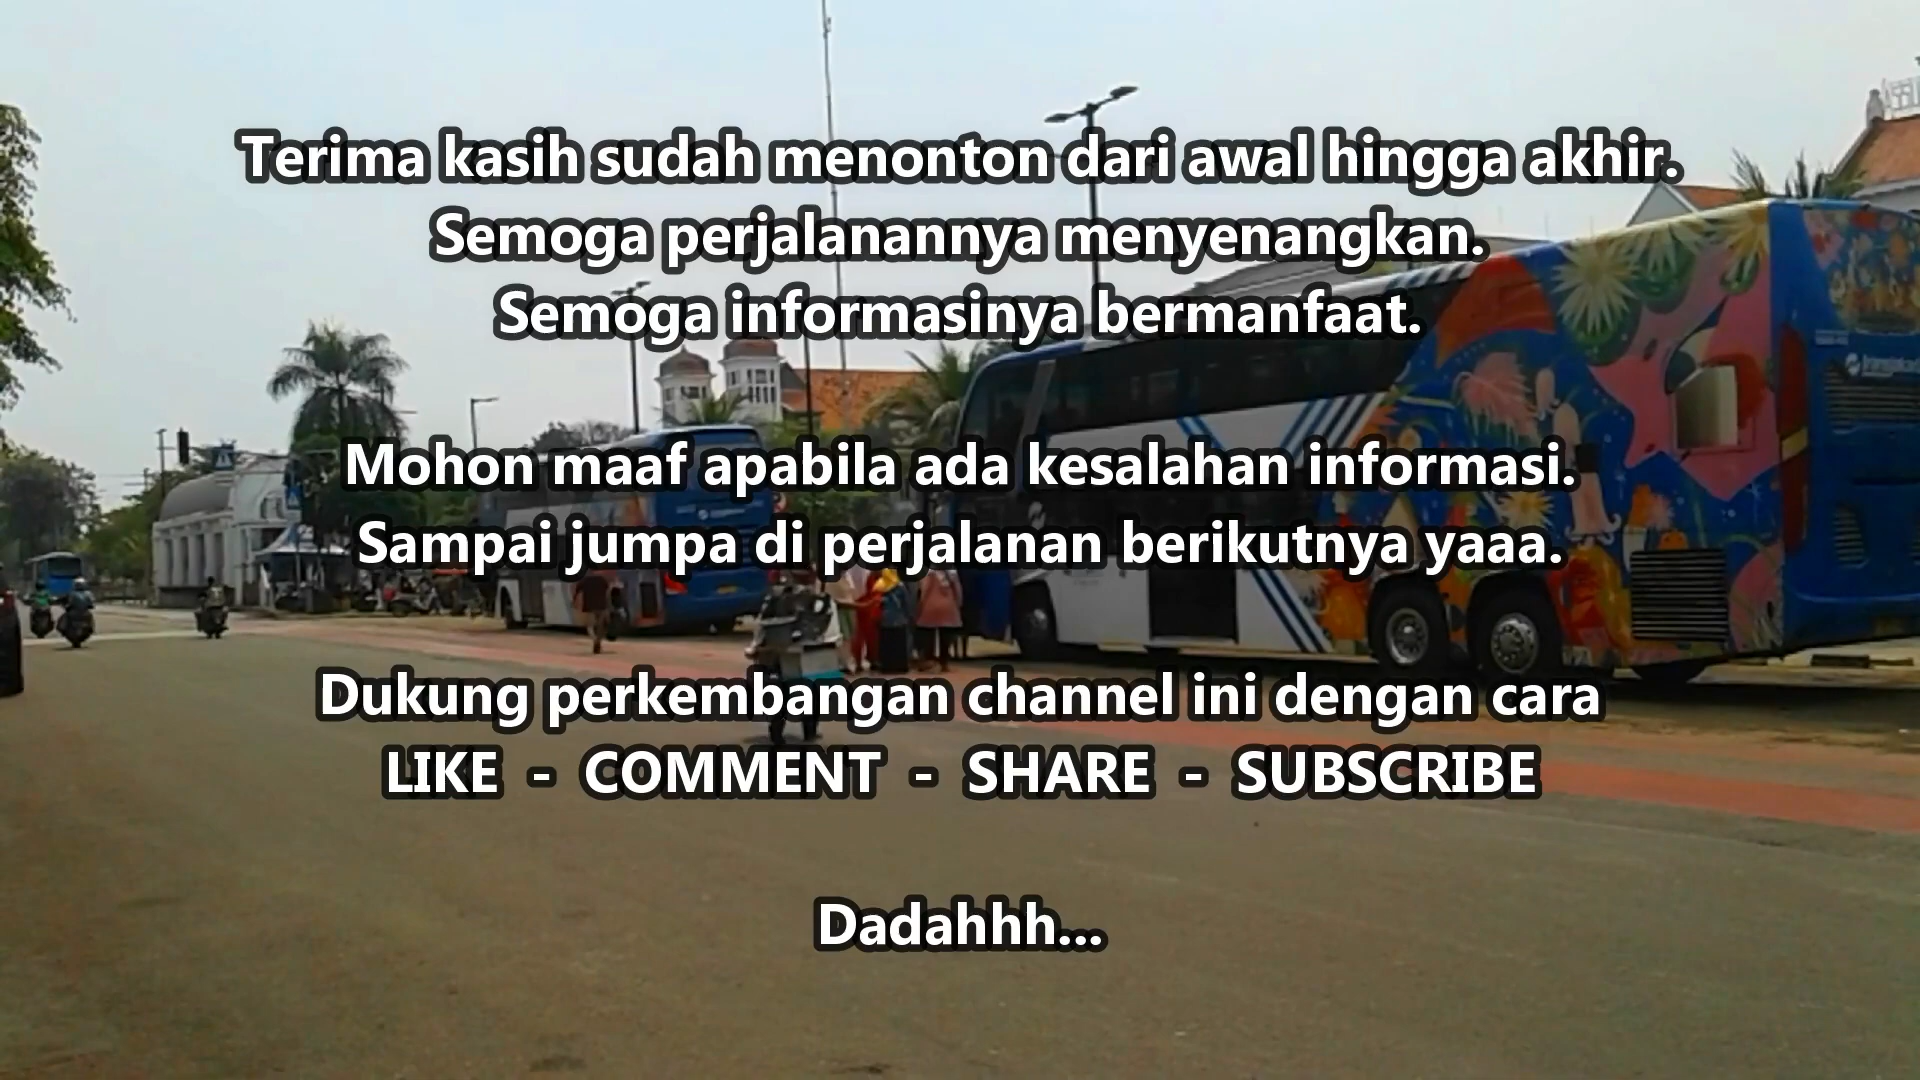 Terima kasih sudah menonton dari awal hingga akhir.
Semoga perjalanannya menyenangkan.
Semoga informasinya bermanfaat.
Mohon maaf apabila ada kesalahan informasi.
Sampai jumpa di perjalanan berikutnya yaaa.
Dukung perkembangan channel ini dengan cara
LIKE - COMMENT - SHARE - SUBSCRIBE
Dadahhh...